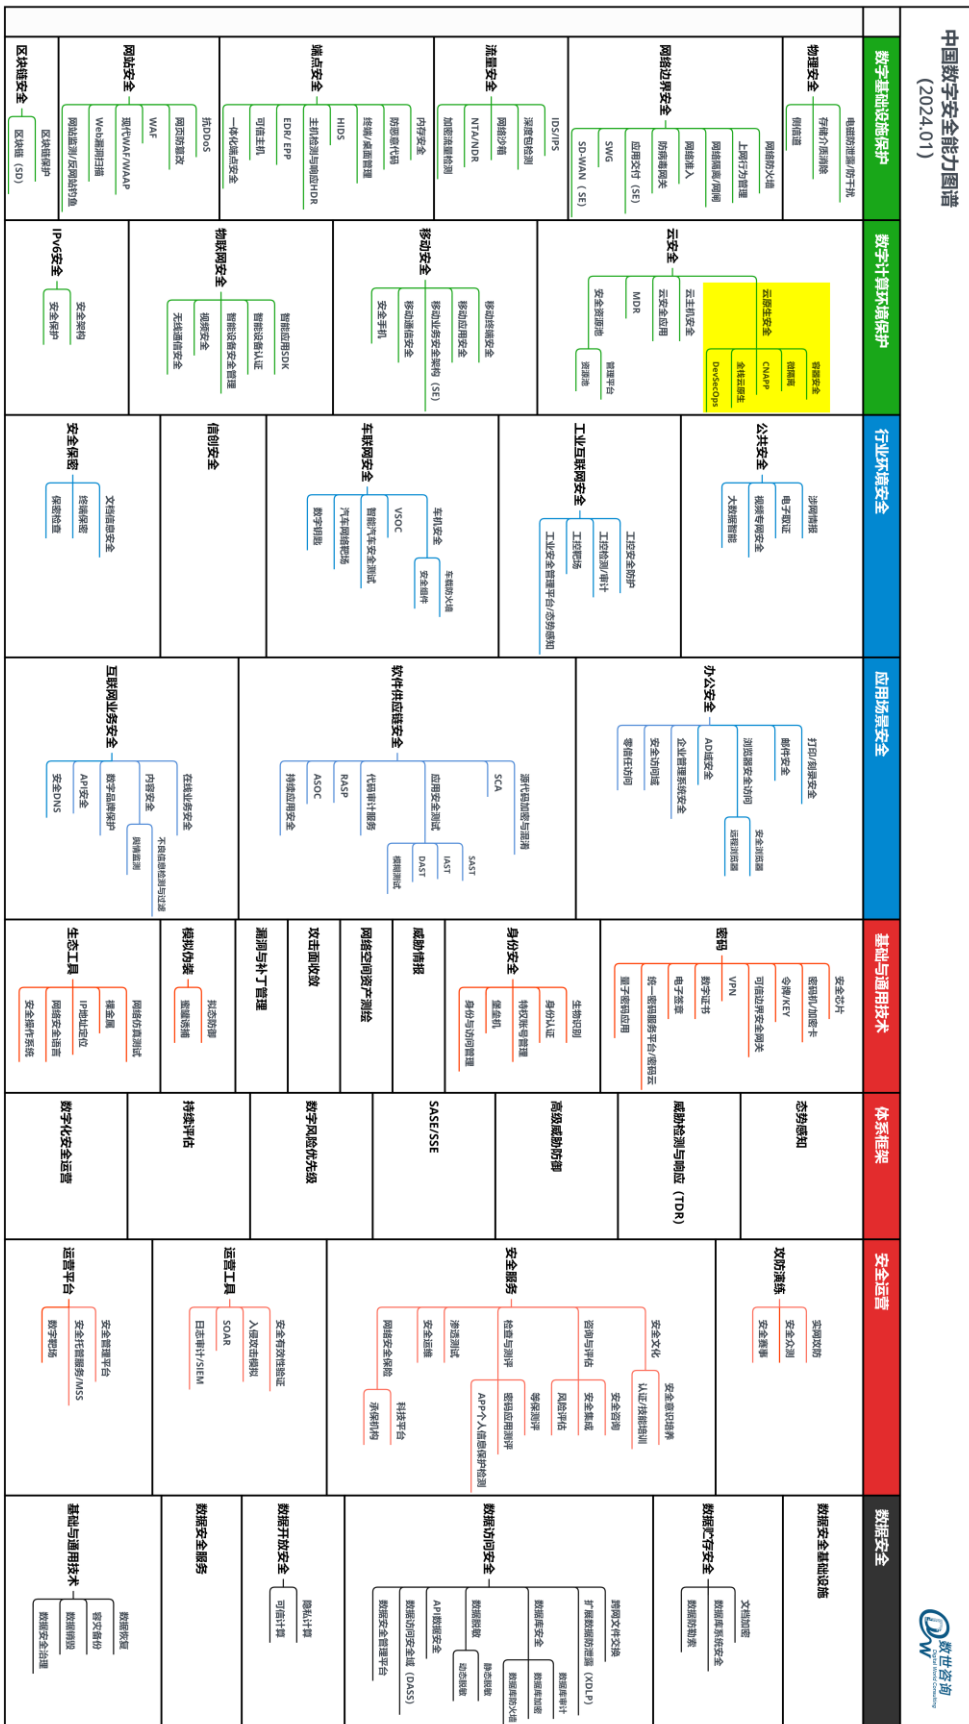 中国数字安全能力图谱
（2024.01）
数世咨询
Digital World Consulting
数字基础设施保护
物理安全
电磁防泄露/防干扰
存储介质消除
侧信道
网络边界安全
网络防火墙
上网行为管理
网络隔离/网闸
网络准入
防病毒网关
应用交付（SE）
SWG
SD-WAN（ SE）
流量安全
IDS/IPS
深度包检测
网络沙箱
NTA/NDR
加密流量检测
端点安全
内存安全
防恶意代码
终端/桌面管理
HIDS
主机检测与响应HDR
EDR/ EPP
可信主机
一体化端点安全
网站安全
抗DDoS
网页防篡改
WAF
现代WAF/WAAP
Web漏洞扫描
网站监测/反网站钓鱼
区块链安全
区块链保护
区块链（SD）
数字计算环境保护
云安全
云原生安全
容器安全
微隔离
CNAPP
全栈云原生
DevSecOps
云主机安全
云安全应用
MDR
安全资源池
管理平台
资源池
移动安全
移动终端安全
移动应用安全
移动业务安全架构（SE）
移动通信安全
安全手机
物联网安全
智能应用SDK
智能设备认证
智能设备安全管理
视频安全
无线通信安全
IPv6安全
安全架构
安全保护
行业环境安全
公共安全
涉网情报
电子取证
视频专网安全
大数据智能
工业互联网安全
工控安全防护
工控检测/审计
工控靶场
工业安全管理平台/态势感知
车联网安全
车机安全
车载防火墙
安全组件
VSOC
智能汽车安全测试
汽车网络靶场
数字钥匙
信创安全
安全保密
文档信息安全
终端保密
保密检查
应用场景安全
办公安全
打印/刻录安全
邮件安全
浏览器安全访问
安全浏览器
远程浏览器
AD域安全
企业管理系统安全
安全访问域
零信任访问
软件供应链安全
源代码加密与混淆
SCA
应用安全测试
SAST
IAST
DAST
模糊测试
代码审计服务
RASP
ASOC
持续应用安全
互联网业务安全
在线业务安全
内容安全
不良信息检测与过滤
舆情监测
数字品牌保护
API安全
安全DNS
基础与通用技术
密码
安全芯片
密码机/加密卡
令牌/KEY
可信边界安全网关
VPN
数字证书
电子签章
统一密码服务平台/密码云
量子密码应用
身份安全
生物识别
身份认证
特权账号管理
堡垒机
身份与访问管理
威胁情报
网络空间资产测绘
攻击面收敛
漏洞与补丁管理
模拟伪装
拟态防御
蜜罐诱捕
生态工具
网络仿真测试
裸金属
IP地址定位
网络安全语言
安全操作系统
体系框架
态势感知
威胁检测与响应（TDR）
高级威胁防御
SASE/SSE
数字风险优先级
持续评估
数字化安全运营
安全运营
攻防演练
实网攻防
安全众测
安全赛事
安全服务
安全文化
安全意识培养
认证/技能培训
咨询与评估
安全咨询
安全集成
风险评估
检查与测评
等保测评
密码应用测评
APP个人信息保护检测
渗透测试
安全运维
网络安全保险
科技平台
承保机构
运营工具
安全有效性验证
入侵攻击模拟
SOAR
日志审计/SIEM
运营平台
安全管理平台
安全托管服务/MSS
数字靶场
数据安全
数据安全基础设施
数据贮存安全
文档加密
数据库系统安全
数据防勒索
数据访问安全
跨网文件交换
扩展数据防泄露（XDLP）
数据库安全
数据库审计
数据库加密
数据库防火墙
数据脱敏
静态脱敏
动态脱敏
API数据安全
数据访问安全域（DASS）
数据安全管理平台
数据开放安全
隐私计算
可信计算
数据安全服务
基础与通用技术
数据恢复
容灾备份
数据销毁
数据安全治理